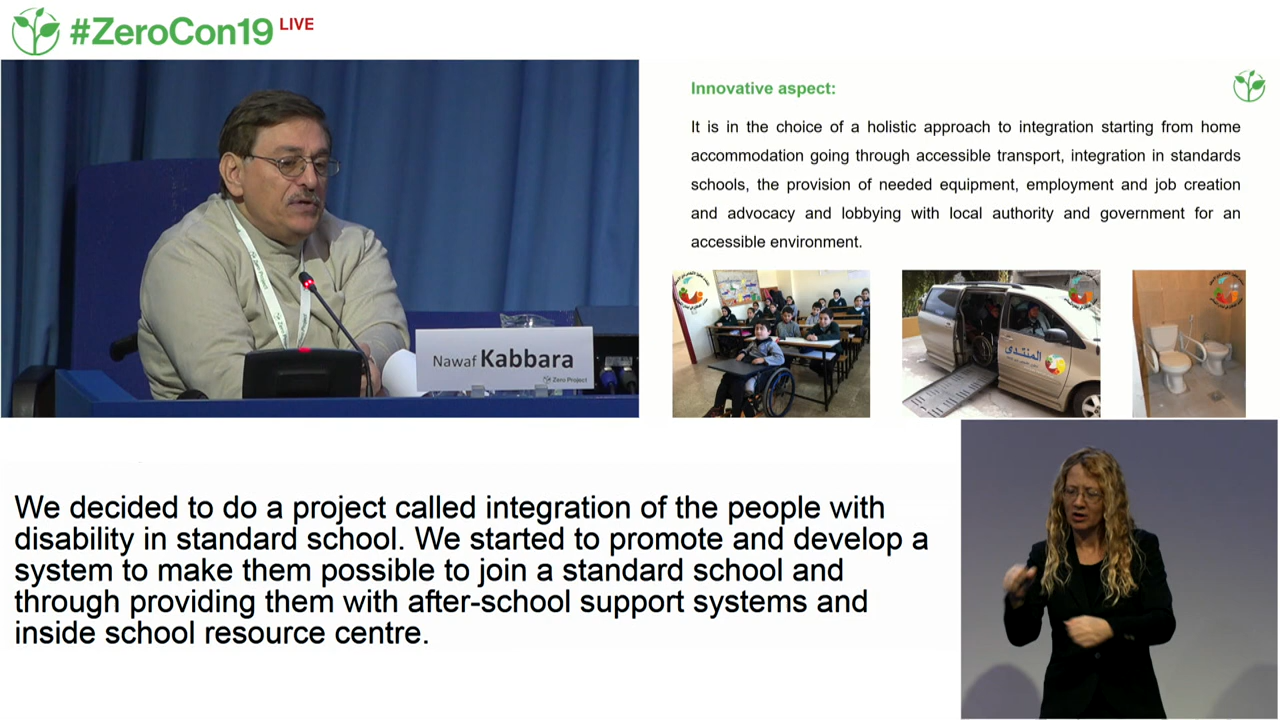 #ZeroCon19 LIVE
Innovative aspect:
It is in the choice of a holistic approach to integration starting from home
accommodation going through accessible transport, integration in standards
schools, the provision of needed equipment, employment and job creation
and advocacy and lobbying with local authority and government for an
accessible environment.
Nawaf Kabbara
Zero Project
المنتدى
We decided to do a project called integration of the people with
disability in standard school. We started to promote and develop a
system to make them possible to join a standard school and
through providing them with after-school support systems and
inside school resource centre.